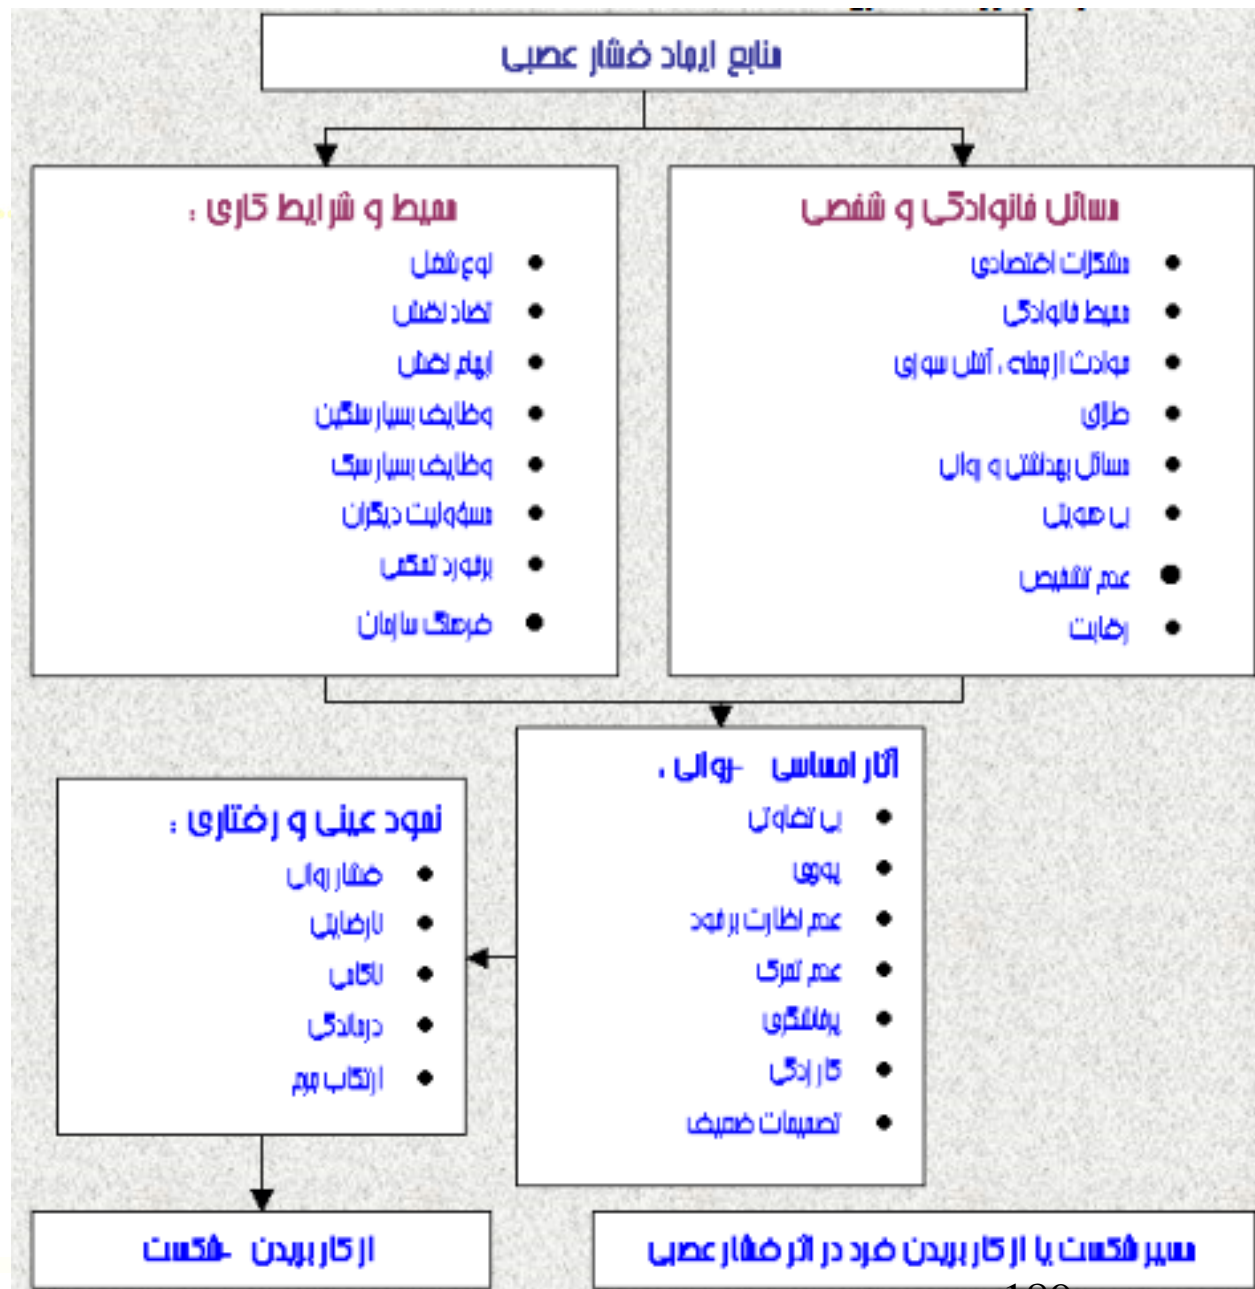 منابع ایجاد فشار عصبی
مسائل خانوادگی و شخصی
مشکلات اقتصادی
محیط خانوادگی
حوادث از جمله ، آتش سوزی
طلاق
مسائل بهداشتی و روانی
بی هویتی
عدم تشخیص
رقابت
محیط و شرایط کاری :
نوع شغل
تضاد نقش
ابهام نقش
وظایف بسیار سنگین
وظایف بسیار سبک
مسؤولیت دیگران
برخورد تحکمی
فرهنگ سازمان
آثار احساسی - روانی :
بی تفاوتی
پوچی
عدم نظارت بر خود
عدم تمرکز
پرخاشگری
کار زدگی
تصمیمات ضعیف
نمود عینی و رفتاری :
فشار روانی
نارضایتی
ناکامی
درماندگی
ارتکاب جرم
از کار بریدن - شکست
مسیر شکست یا از کار بریدن فرد در اثر فشار عصبی